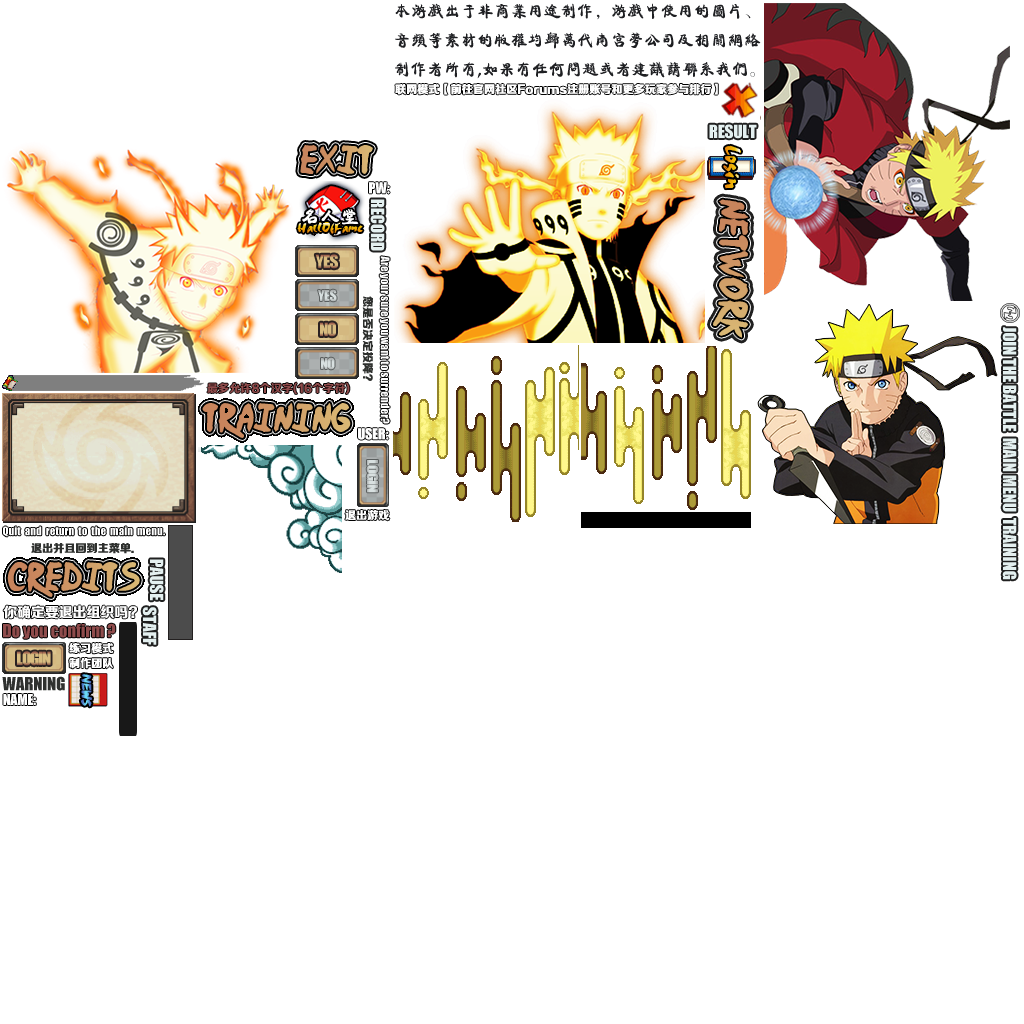 本游戲出于非商業用途制作，游戲中使用的圖片、
音頻等素材的版權均歸萬代南宮夢公司及相關網絡
制作者所有,如果有任何問題或者建議請聯系我們。
联网模式 [ 前往官网社区Forums注册账号和更多玩家参与排行 ]
RESULT
Login
NETWORK
EXIT
PW:
RECORD
名人堂
Hall Of Fame
YES
YES
NO
NO
Are your sure you want to surrender?
您是否决定投降?
最多允许8个汉字(16个字符)
TRAINING
USER:
LOGIN
退出游戏
Quit and return to the main menu.
退出并且回到主菜单。
CREDITS
PAUSE
STAFF
你确定要退出组织吗?
Do you confirm ?
LOGIN
练习模式
制作团队
WARNING
NAME:
NEWS
JOIN THE BATTLE
MAIN MENU
TRAINING